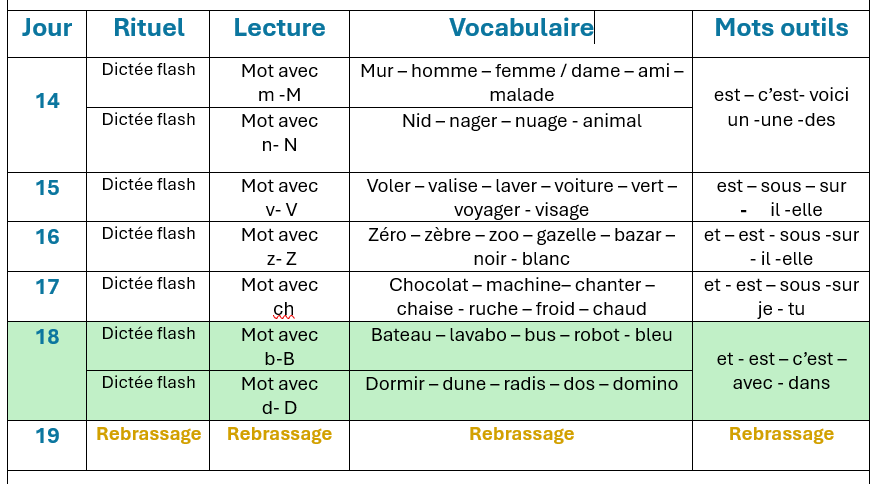 Jour Rituel Lecture Vocabulaire Mots outils
14
Dictée flash
Mot avec
m -M
Mur – homme – femme / dame – ami –
malade
est – c’est- voici
un -une -des
Dictée flash
Mot avec
n- N
Nid – nager – nuage - animal
15
Dictée flash
Mot avec
v- V
Voler – valise – laver – voiture – vert –
voyager - visage
est – sous – sur
- il -elle
16
Dictée flash
Mot avec
z- Z
Zéro – zèbre – zoo – gazelle – bazar –
noir - blanc
et – est - sous -sur
- il -elle
17
Dictée flash
Mot avec
ch
Chocolat – machine– chanter –
chaise - ruche – froid – chaud
et - est – sous -sur
je - tu
18
Dictée flash
Mot avec
b-B
Bateau – lavabo – bus – robot - bleu
et - est – c’est –
avec - dans
Dictée flash
Mot avec
d- D
Dormir – dune – radis – dos – domino
19
Rebrassage
Rebrassage
Rebrassage
Rebrassage